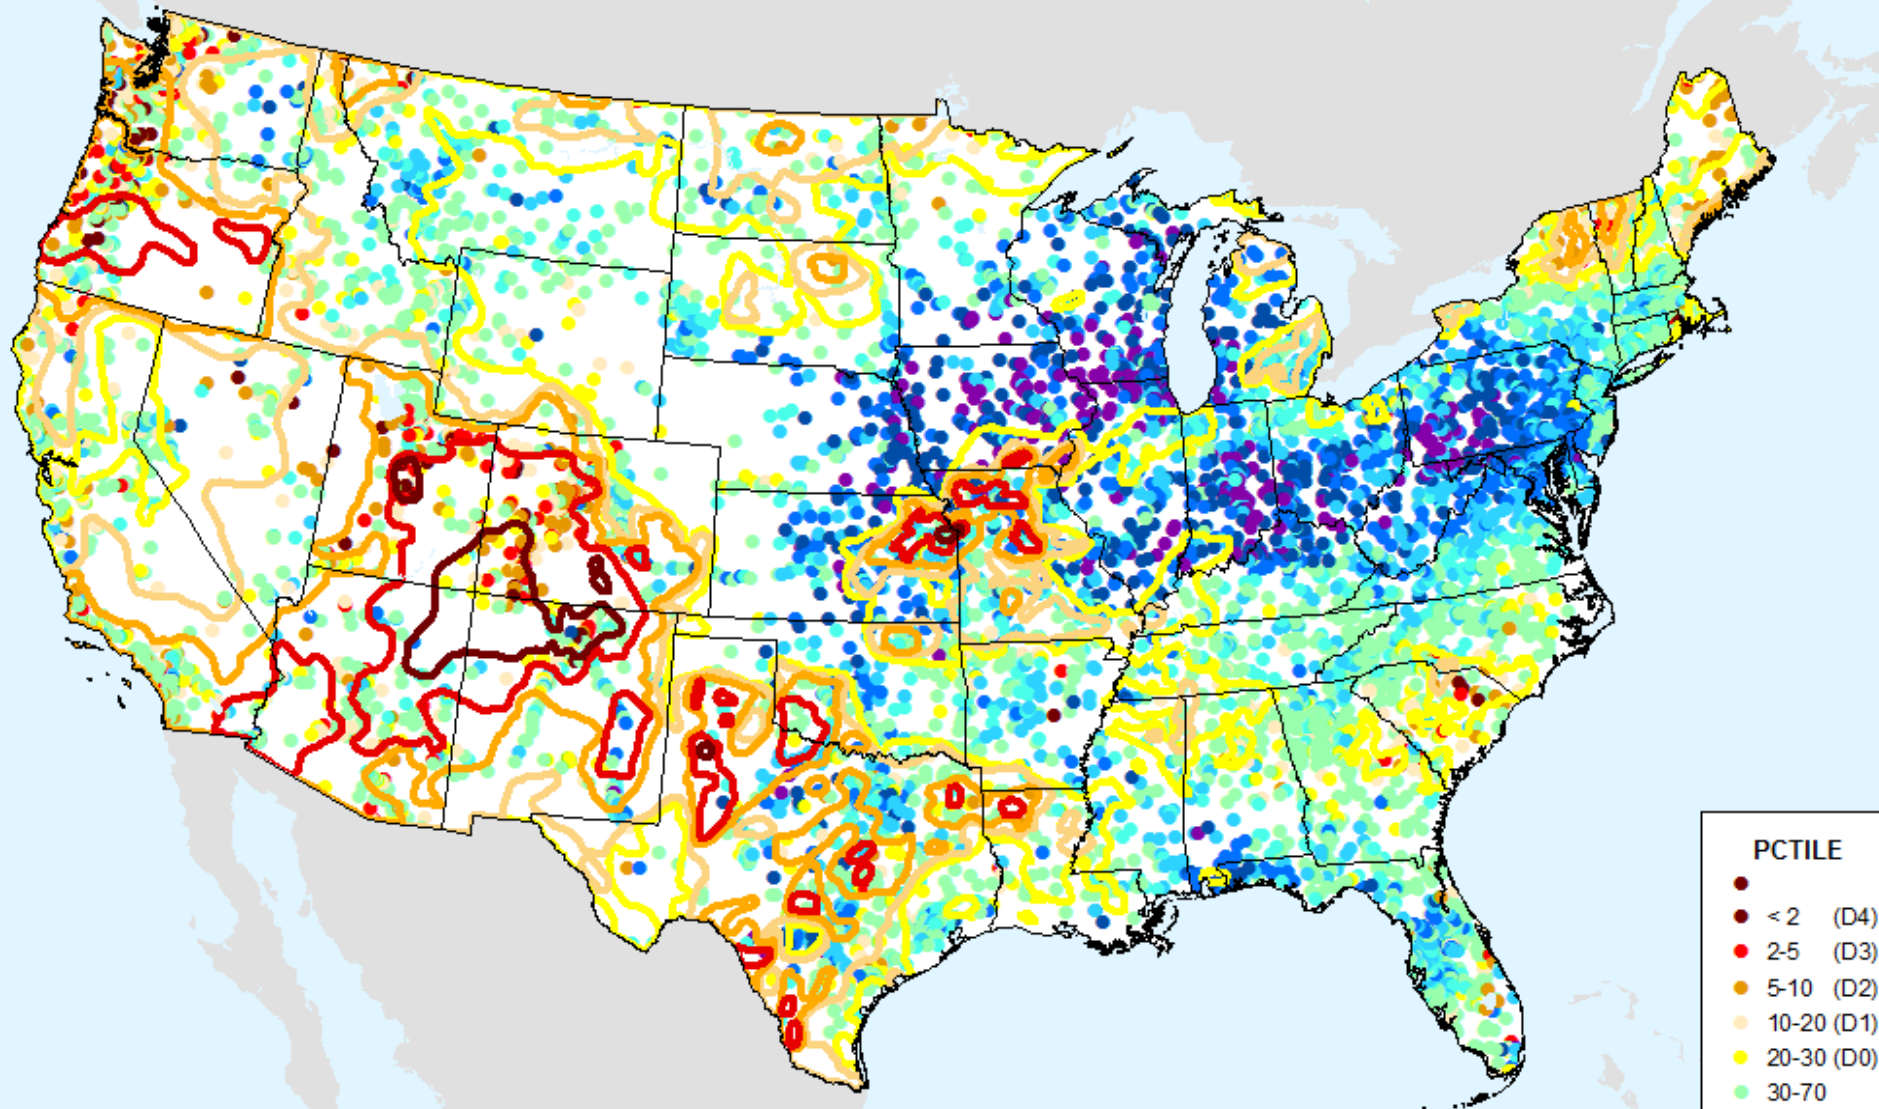 PCTILE
< 2 (D4)
2-5 (D3)
5-10 (D2)
10-20 (D1)
20-30 (D0)
30-70